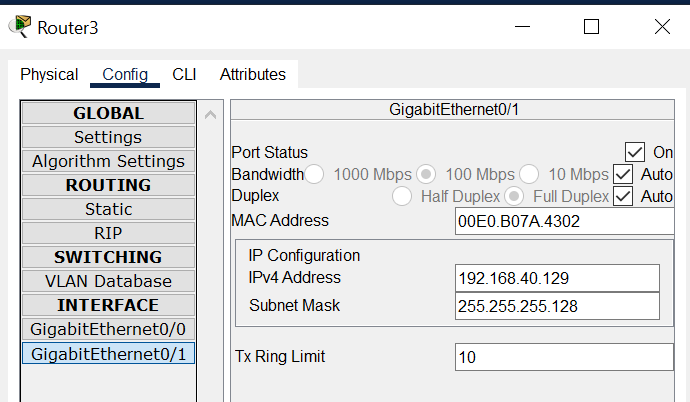 Router3
Physical Config CLI Attributes
GLOBAL
Settings
Algorithm Settings
ROUTING
Static
RIP
SWITCHING
VLAN Database
INTERFACE
GigabitEthernet0/0
GigabitEthernet0/1
GigabitEthernet0/1
Port Status On
Bandwidth 1000 Mbps 100 Mbps 10 Mbps Auto
Duplex Half Duplex Full Duplex Auto
MAC Address 00E0.B07A.4302
IP Configuration
IPv4 Address 192.168.40.129
Subnet Mask 255.255.255.128
Tx Ring Limit 10